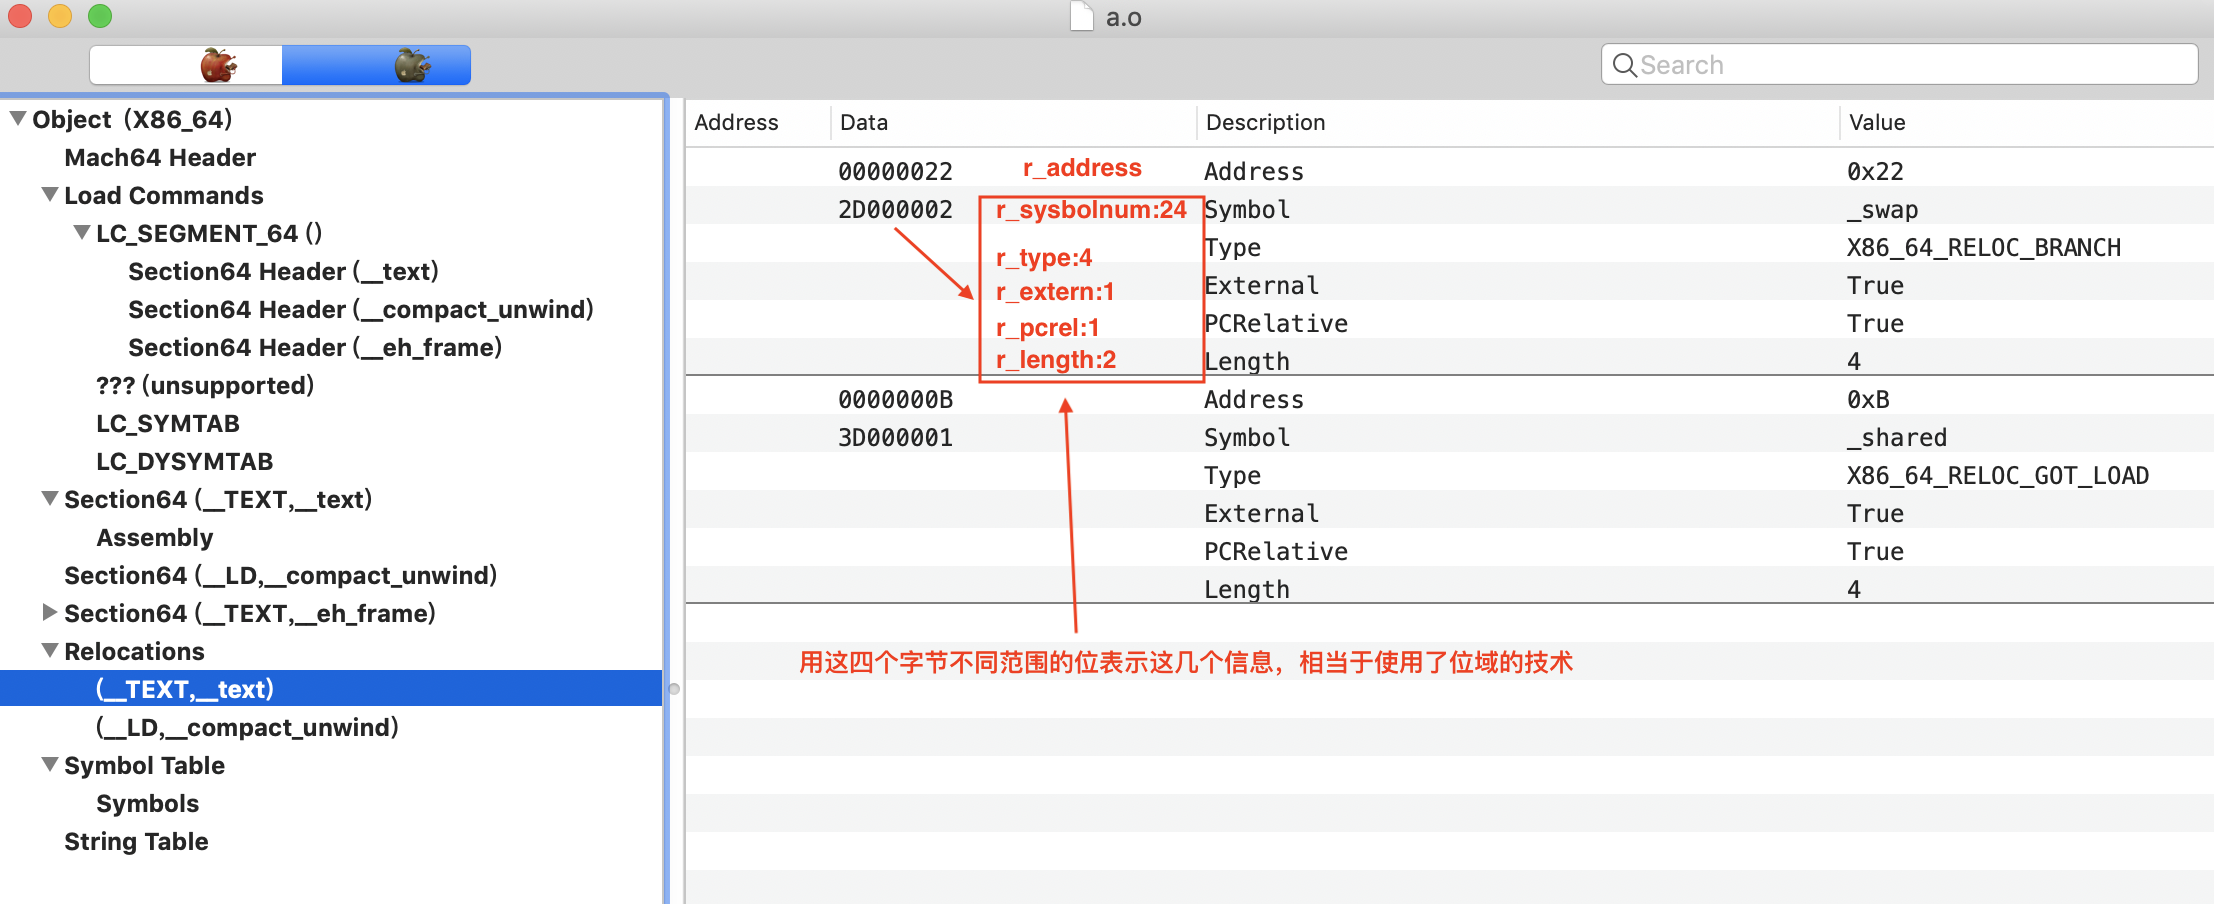 a.o
Search
Object (X86_64)
Mach64 Header
Load Commands
LC_SEGMENT_64 ()
Section64 Header (__text)
Section64 Header (__compact_unwind)
Section64 Header (__eh_frame)
??? (unsupported)
LC_SYMTAB
LC_DYSYMTAB
Section64 (__TEXT,__text)
Assembly
Section64 (__LD,__compact_unwind)
Section64 (__TEXT,__eh_frame)
Relocations
(__TEXT,__text)
(__LD,__compact_unwind)
Symbol Table
Symbols
String Table
Address Data Description Value
00000022 r_address Address 0x22
2D000002 r_sysbolnum:24 Symbol _swap
r_type:4 Type X86_64_RELOC_BRANCH
r_extern:1 External True
r_pcrel:1 PCRelative True
r_length:2 Length 4
0000000B Address 0xB
3D000001 Symbol _shared
Type X86_64_RELOC_GOT_LOAD
External True
PCRelative True
Length 4
用这四个字节不同范围的位表示这几个信息，相当于使用了位域的技术